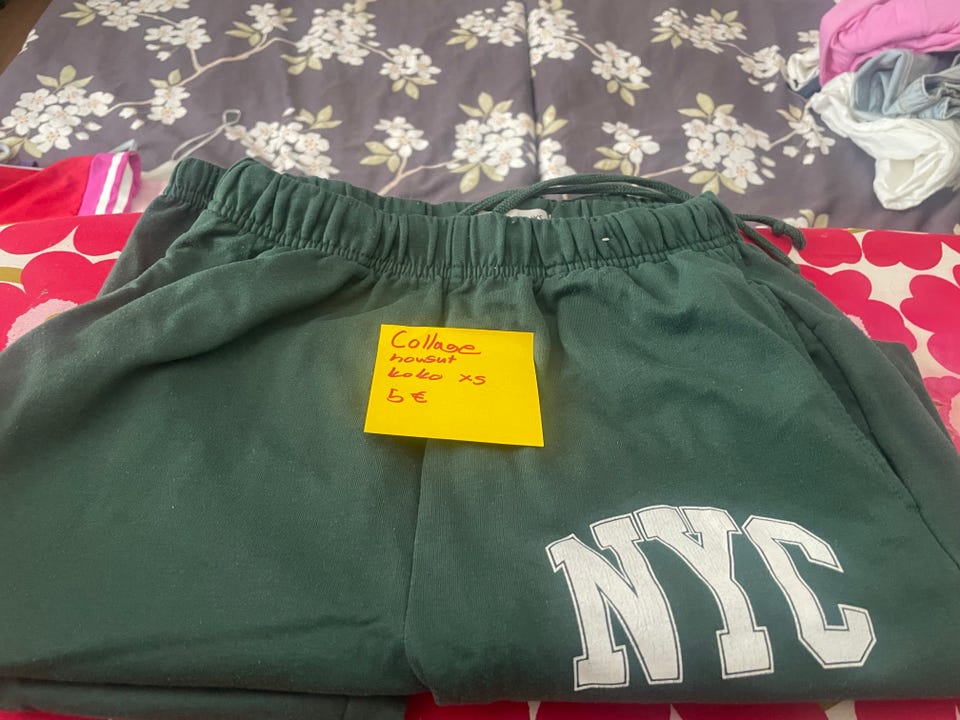 Collage
housut
koko xs
5 €
NYC